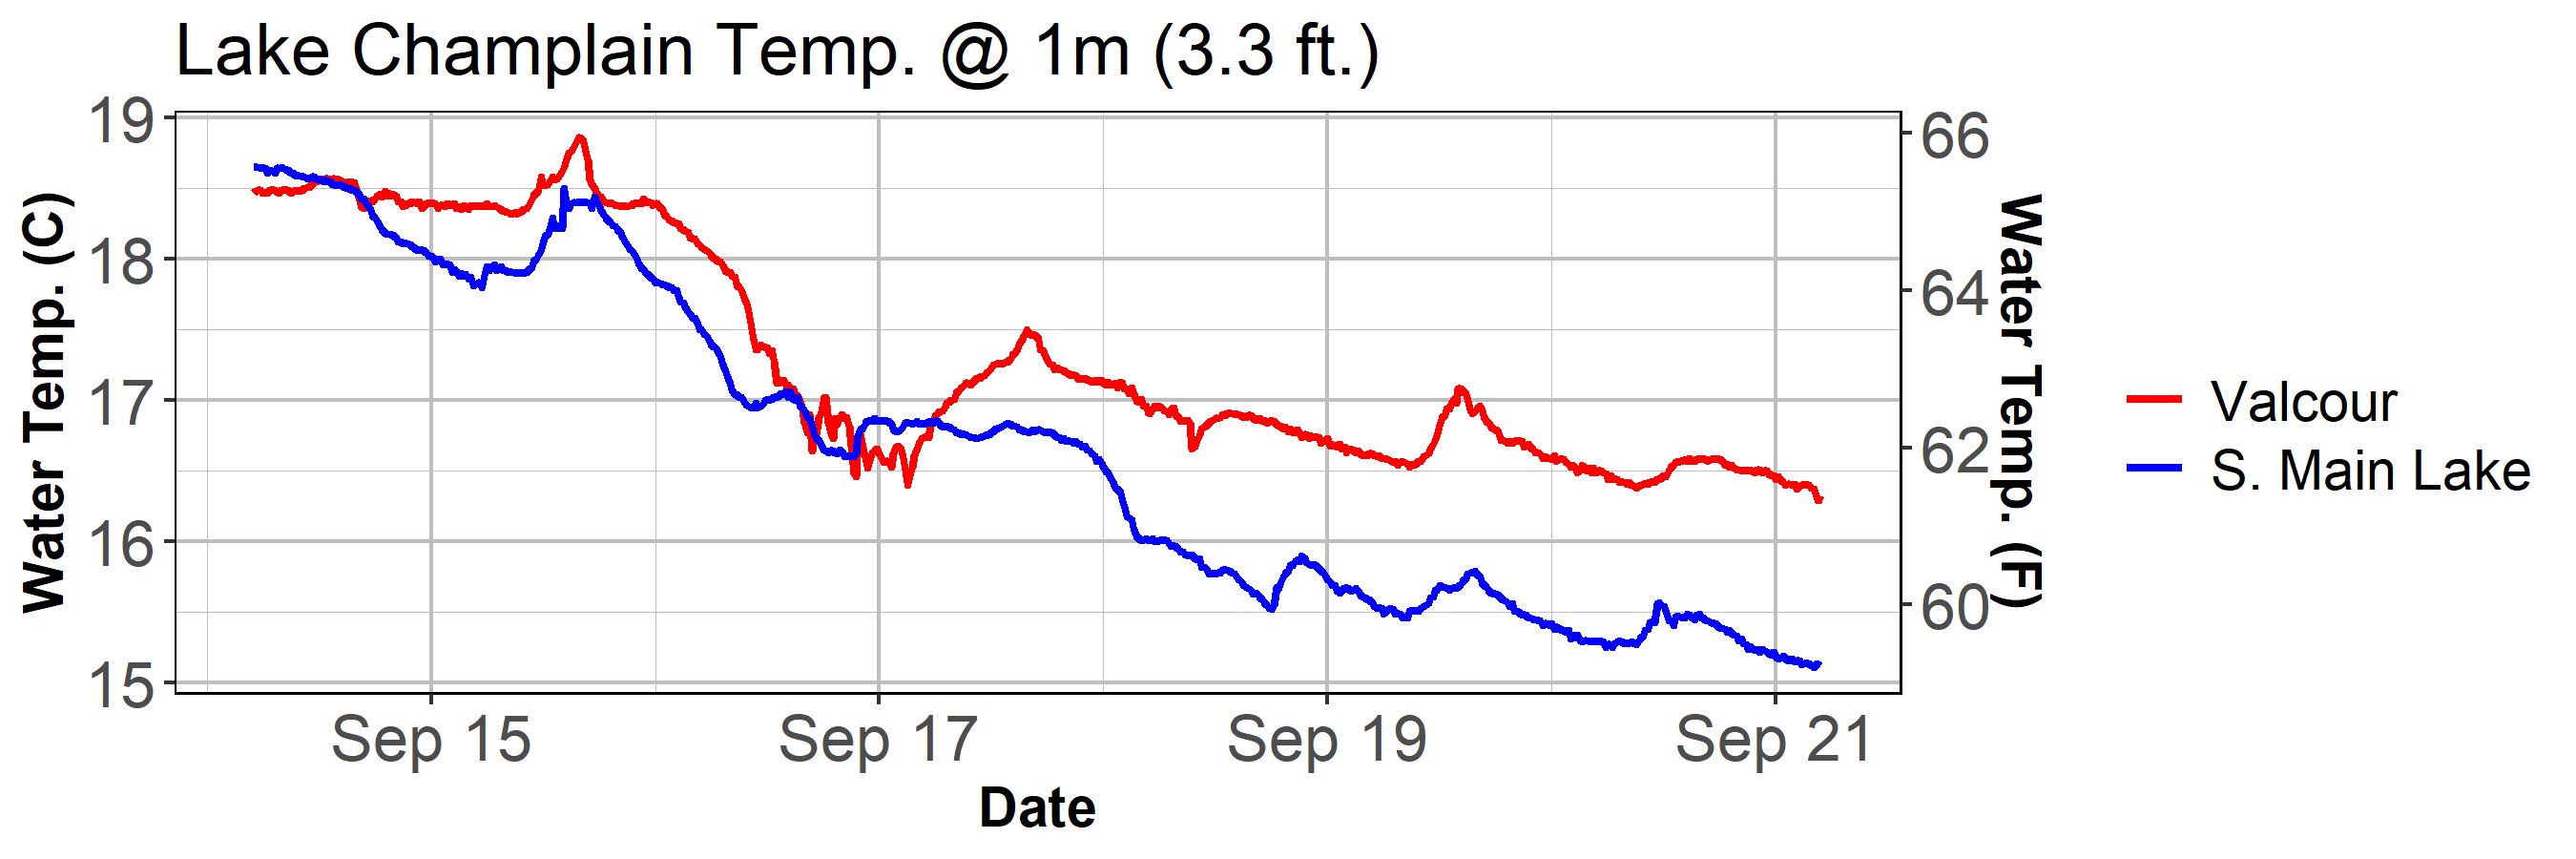 Lake Champlain Temp. @ 1m (3.3 ft.)
Water Temp. (C)
19
18
17
16
15
66
64
62
60
Water Temp. (F)
Sep 15
Sep 17
Sep 19
Sep 21
Date
Valcour
S. Main Lake